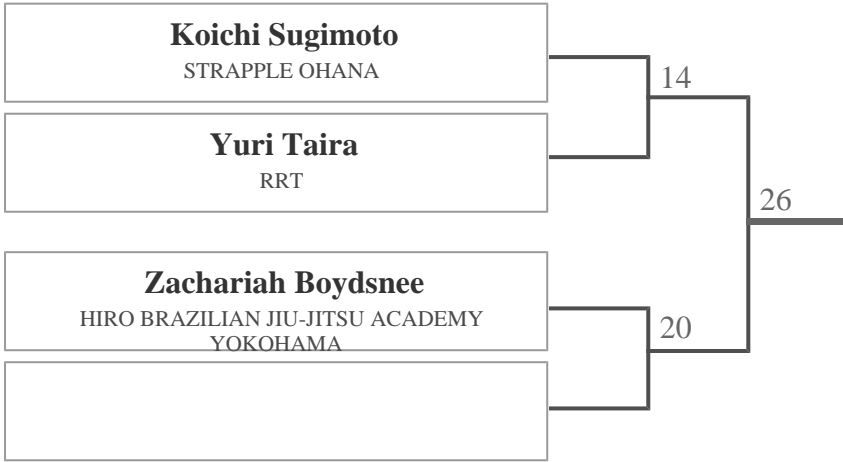 Koichi Sugimoto
STRAPPLE OHANA
14
Yuri Taira
RRT
26
Zachariah Boydsnee
HIRO BRAZILIAN JIU-JITSU ACADEMY
YOKOHAMA
20